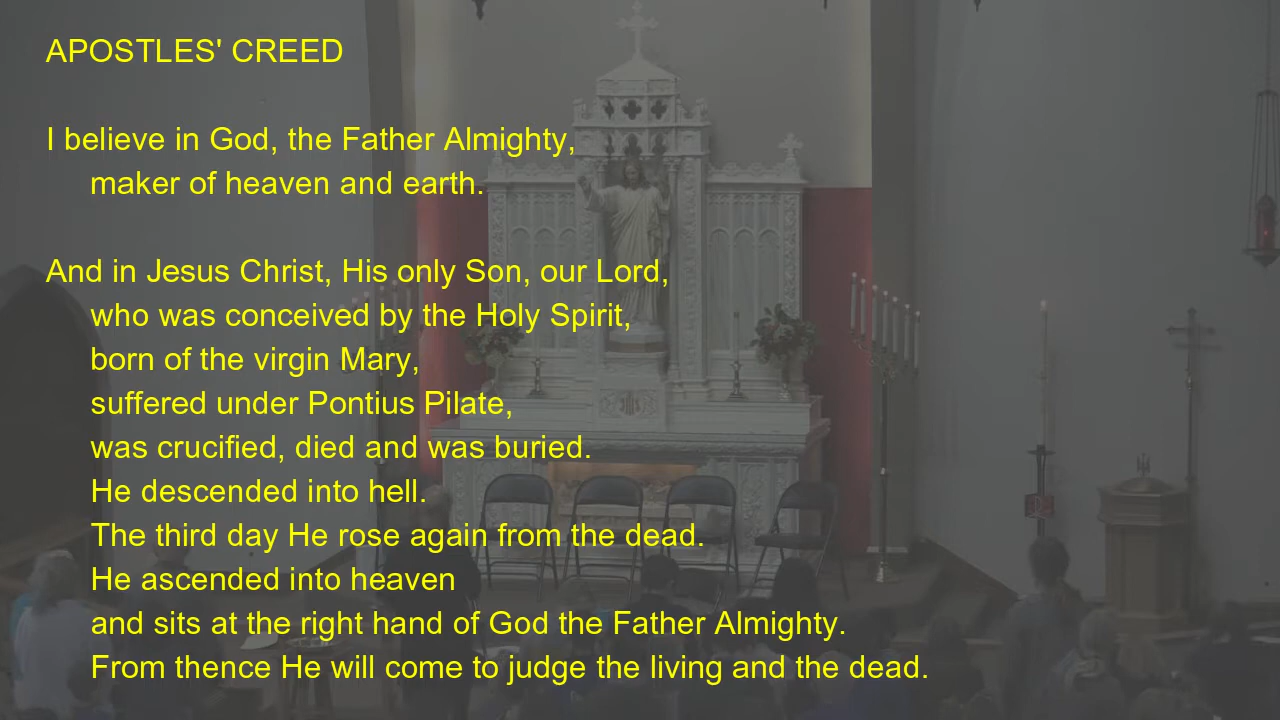 APOSTLES' CREED
I believe in God, the Father Almighty,
maker of heaven and earth.
And in Jesus Christ, His only Son, our Lord,
who was conceived by the Holy Spirit,
born of the virgin Mary,
suffered under Pontius Pilate,
was crucified, died and was buried.
He descended into hell.
The third day He rose again from the dead.
He ascended into heaven
and sits at the right hand of God the Father Almighty.
From thence He will come to judge the living and the dead.